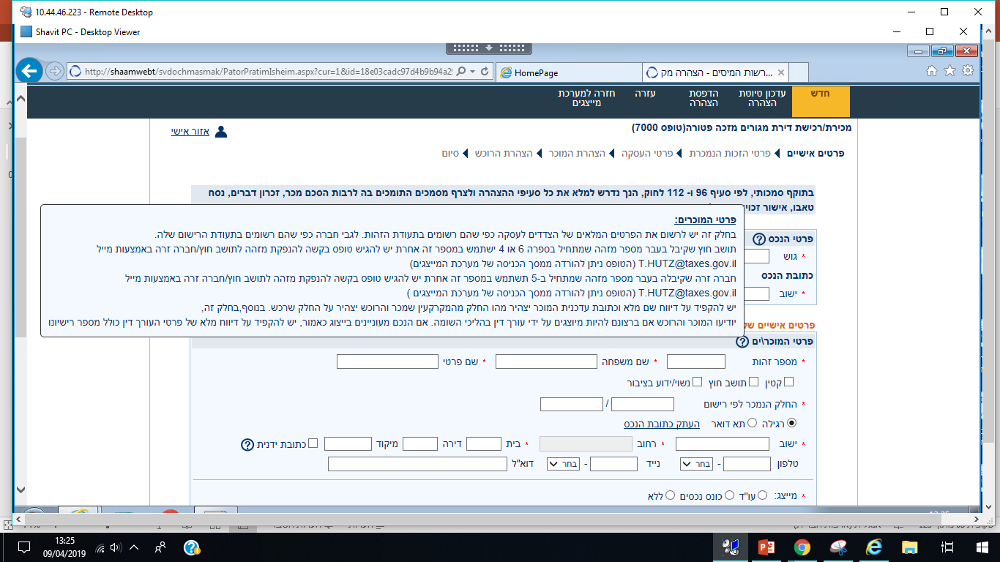 10.44.46.223 - Remote Desktop
Shavit PC - Desktop Viewer
http://shaamwebt/svdochmasmak/PatorPratimIsheim.aspx?cur=1&id=18e03cadc97d4b9b94a2
HomePage
רשות המיסים - הצהרה מק...
חדש
עדכון טיוטת הצהרה
הדפסת הצהרה
עזרה
חזרה למערכת מייצגים
מכירת/רכישת דירת מגורים מזכה פטורה(טופס 7000)
אזור אישי
פרטים אישיים פרטי הזכות הנמכרת פרטי העסקה הצהרת המוכר הצהרת הרוכש סיום
בתוקף סמכותי, לפי סעיף 96 ו- 112 לחוק, הנך נדרש למלא את כל סעיפי ההצהרה ולצרף מסמכים התומכים בה לרבות הסכם מכר, זכרון דברים, נסח
טאבו, אישור זכוי
פרטי המוכרים:
בחלק זה יש לרשום את הפרטים המלאים של הצדדים לעסקה כפי שהם רשומים בתעודת הזהות. לגבי חברה כפי שהם רשומים בתעודת הרישום שלה.
תושב חוץ שקיבל בעבר מספר מזהה שמתחיל בספרה 6 או 4 ישתמש במספר זה אחרת יש להגיש טופס בקשה להנפקת מזהה לתושב חוץ/חברה זרה באמצעות מייל
T.HUTZ@taxes.gov.il (הטופס ניתן להורדה ממסך הכניסה של מערכת המייצגים)
חברה זרה שקיבלה בעבר מספר מזהה שמתחיל ב-5 תשתמש במספר זה אחרת יש להגיש טופס בקשה להנפקת מזהה לתושב חוץ/חברה זרה באמצעות מייל
T.HUTZ@taxes.gov.il (הטופס ניתן להורדה ממסך הכניסה של מערכת המייצגים )
יש להקפיד על דיווח שם מלא וכתובת עדכנית המוכר יצהיר מהו החלק מהמקרקעין שמכר והרוכש יצהיר על החלק שרכש. בנוסף,בחלק זה,
יודיעו המוכר והרוכש אם ברצונם להיות מיוצגים על ידי עורך דין בהליכי השומה. אם הנכם מעוניינים בייצוג כאמור, יש להקפיד על דיווח מלא של פרטי העורך דין כולל מספר רישיונו
פרטי הנכס
* גוש
כתובת הנכס
* ישוב
פרטים אישיים של
פרטי המוכר\ים
* מספר זהות * שם משפחה * שם פרטי
קטין תושב חוץ נשוי/ידוע בציבור
* החלק הנמכר לפי רישום /
רגילה תא דואר העתק כתובת הנכס
* ישוב * רחוב * בית דירה מיקוד כתובת ידנית
טלפון - בחר נייד - בחר דוא"ל
* מייצג: עו"ד כונס נכסים ללא
13:25
09/04/2019